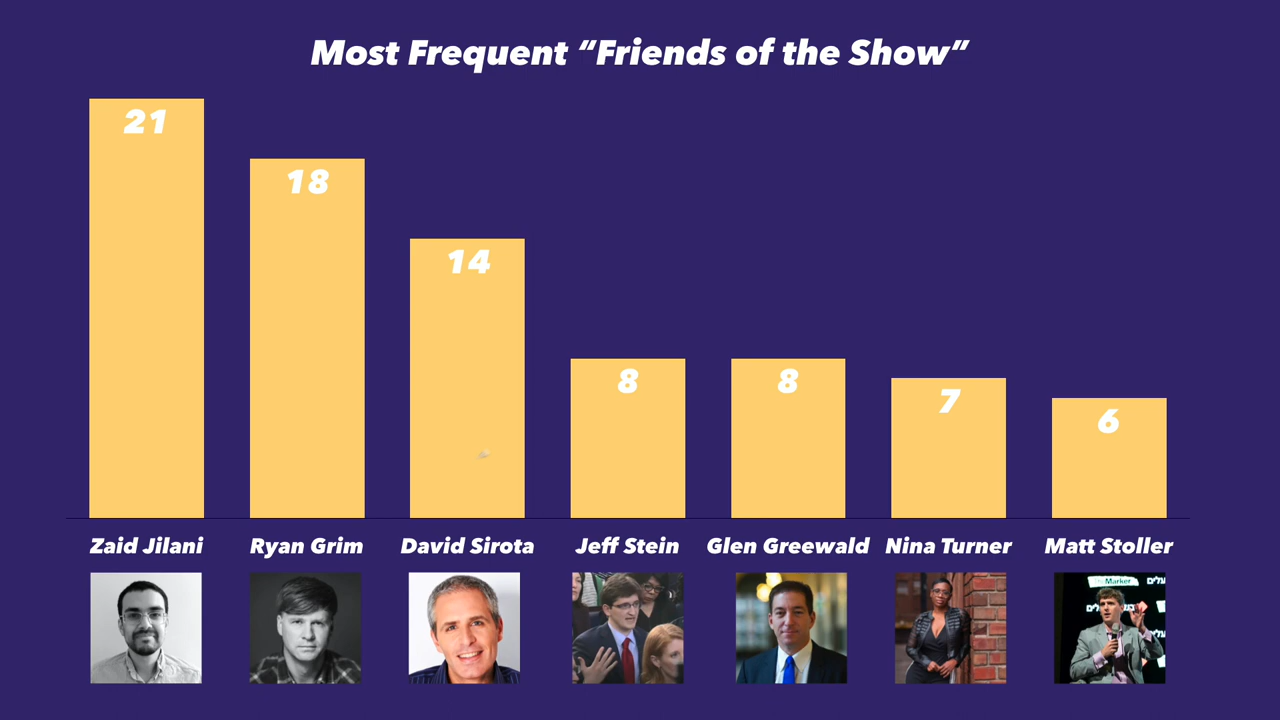 Most Frequent “Friends of the Show”
21
18
14
8
8
7
6
Zaid Jilani
Ryan Grim
David Sirota
Jeff Stein
Glen Greewald
Nina Turner
Matt Stoller
Marker